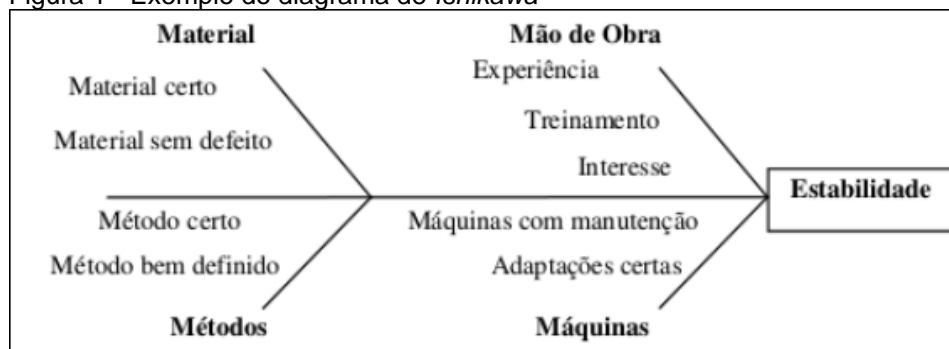 Figura 1 - Exemplo do diagrama de Ishikawa
Material
Mão de Obra
Material certo
Experiência
Material sem defeito
Treinamento
Interesse
Estabilidade
Método certo
Máquinas com manutenção
Método bem definido
Adaptações certas
Métodos
Máquinas